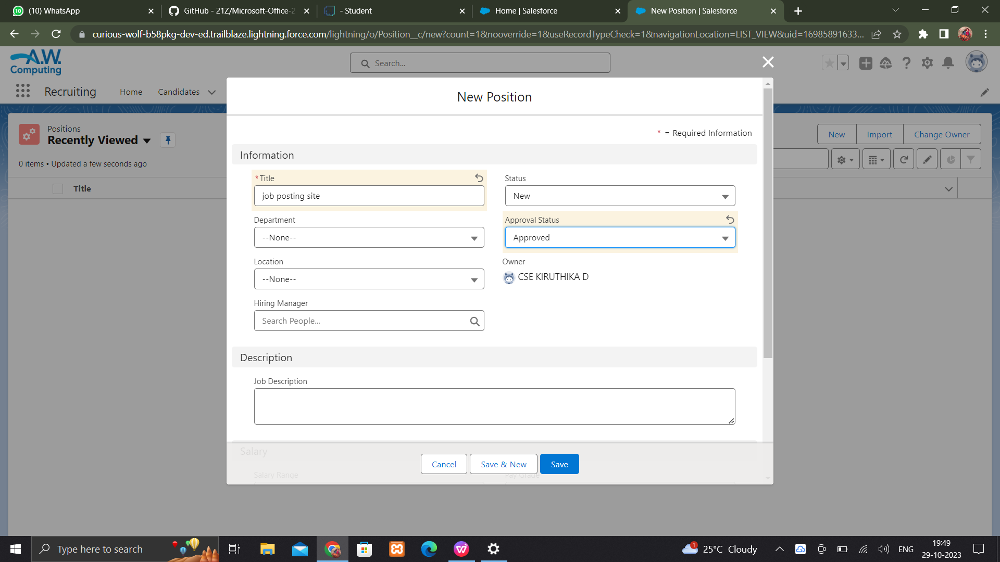 (10) WhatsApp
GitHub - 21Z/Microsoft-Office-2
- Student
Home | Salesforce
New Position | Salesforce
curious-wolf-b58pkg-dev-ed.trailblaze.lightning.force.com/lightning/o/Position__c/new?count=1&nooverride=1&useRecordTypeCheck=1&navigationLocation=LIST_VIEW&uid=16985891633...
A.W.
Computing
Search...
Recruiting
Home
Candidates
New Position
* = Required Information
Positions
Recently Viewed
0 items • Updated a few seconds ago
New
Import
Change Owner
Title
Information
*Title
job posting site
Status
New
Department
--None--
Approval Status
Approved
Location
--None--
Owner
CSE KIRUTHIKA D
Hiring Manager
Search People...
Description
Job Description
Salary
Salary Range
Pay Grade
Cancel
Save & New
Save
Type here to search
1
25°C Cloudy
ENG
19:49
29-10-2023